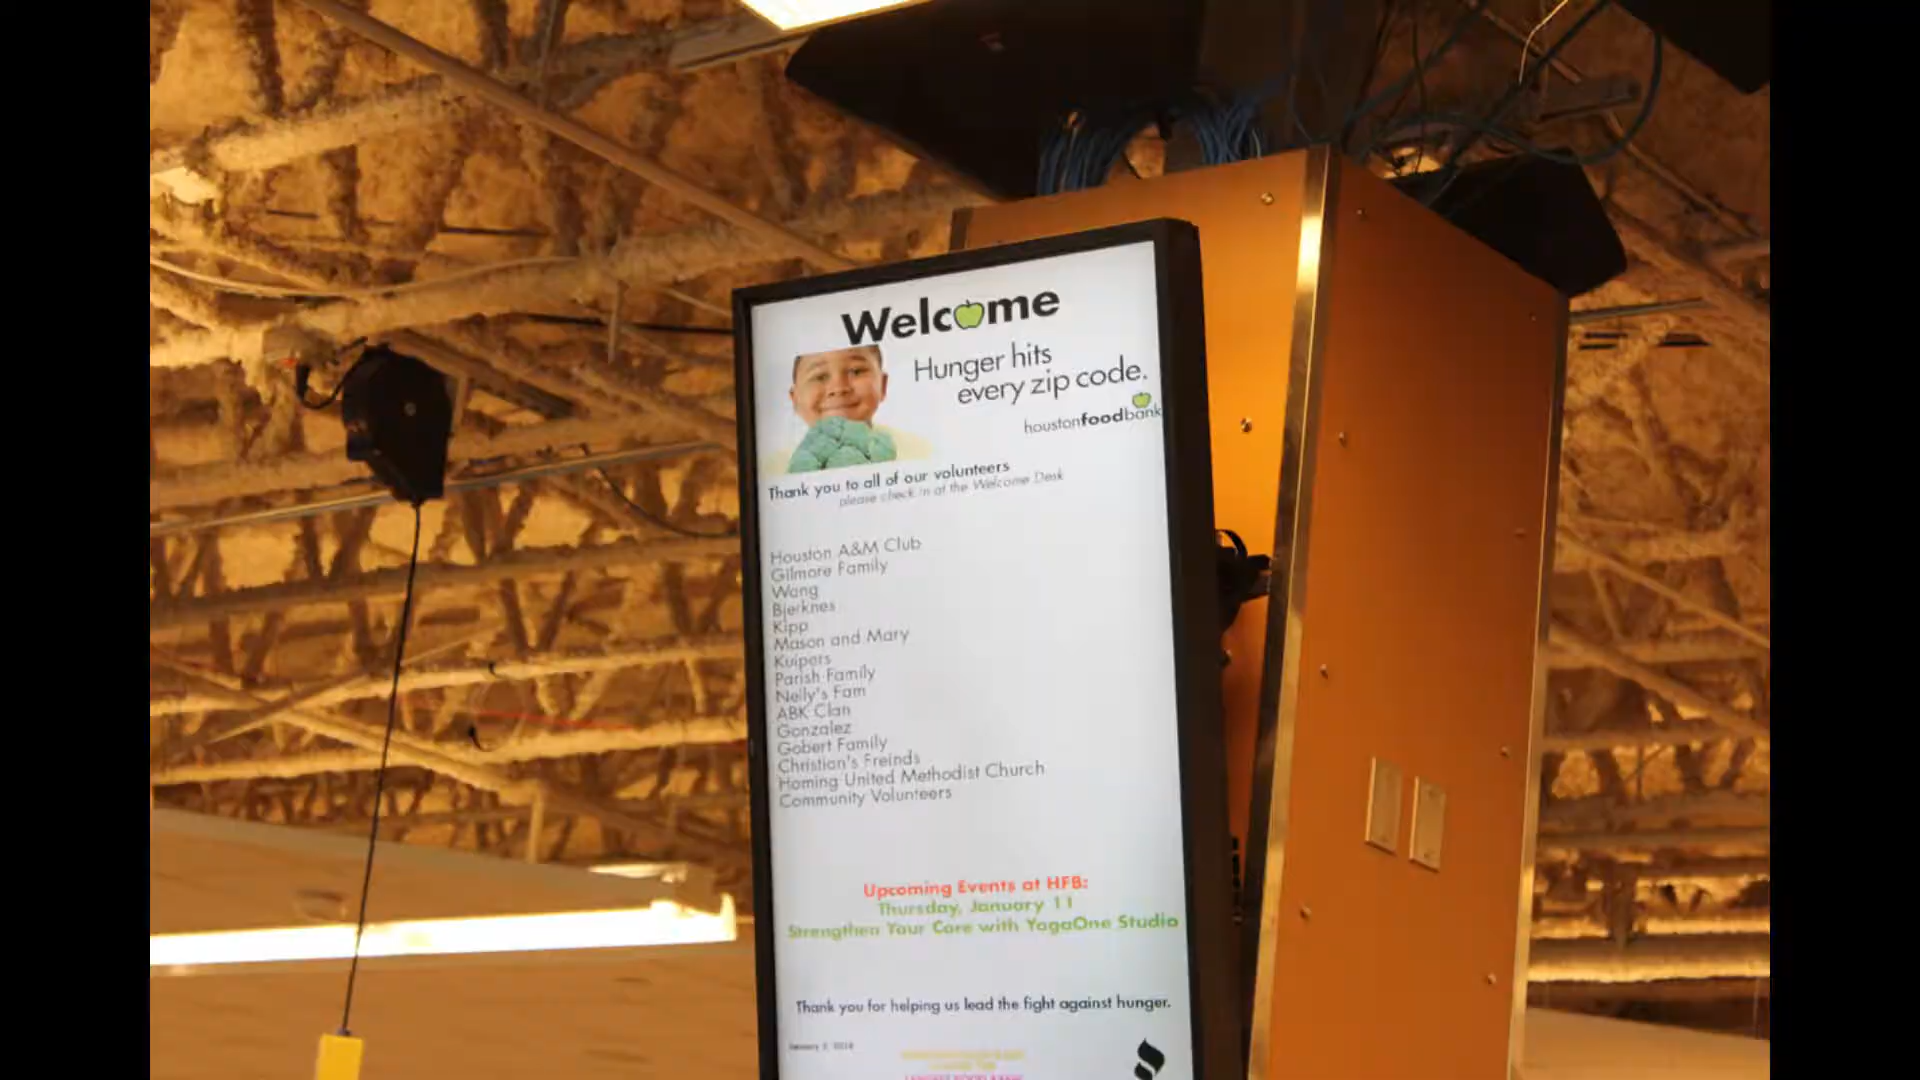 Welcome
Hunger hits
every zip code.
houstonfoodbank
Thank you to all of our volunteers
please check in at the Welcome Desk
Houston A&M Club
Gilmore Family
Wang
Bjerknes
Kipp
Mason and Mary
Kuipers
Parish Family
Nelly's Fam
ABK Clan
Gonzalez
Gobert Family
Christian's Freinds
Homing United Methodist Church
Community Volunteers
Upcoming Events at HFB:
Thursday, January 11
Strengthen Your Core with YogaOne Studio
Thank you for helping us lead the fight against hunger.